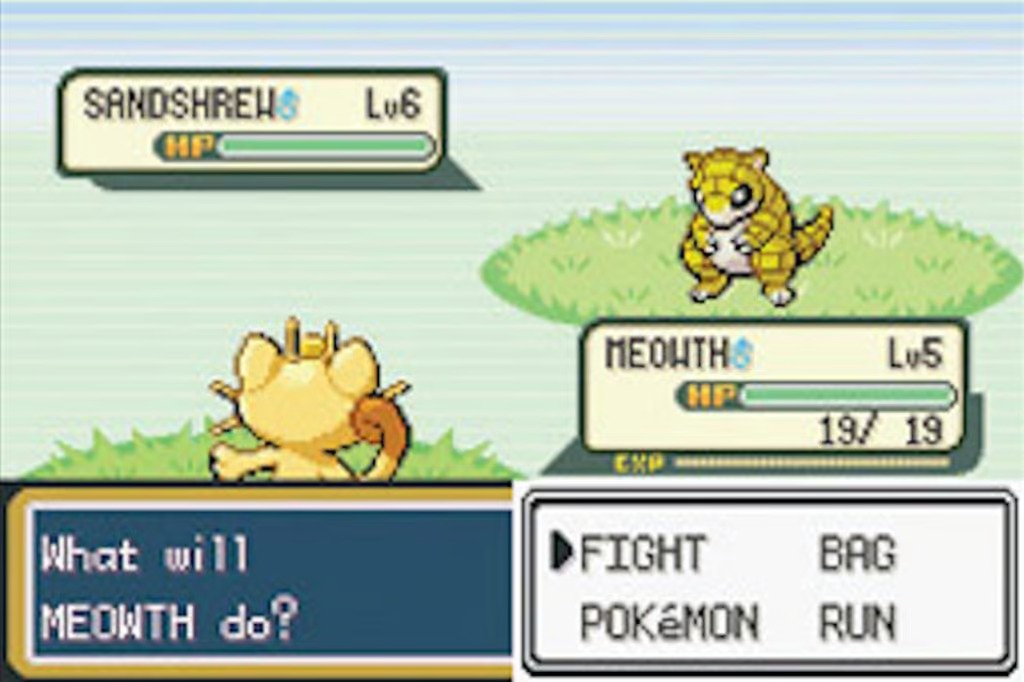 SANDSHREW♂ Lv6
HP
MEOWTH♂ Lv5
HP
19/ 19
EXP
What will
MEOWTH do?
▶FIGHT BAG
POKéMON RUN